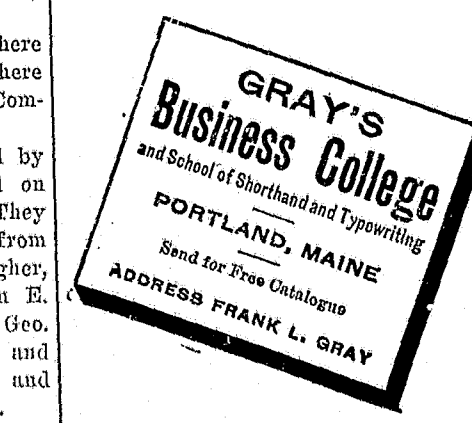 here
here
Com-
by
on
They
from
gher,
E.
Geo.
and
and
GRAY'S
Business College
and School of Shorthand and Typewriting
PORTLAND, MAINE
Send for Free Catalogue
ADDRESS FRANK L. GRAY